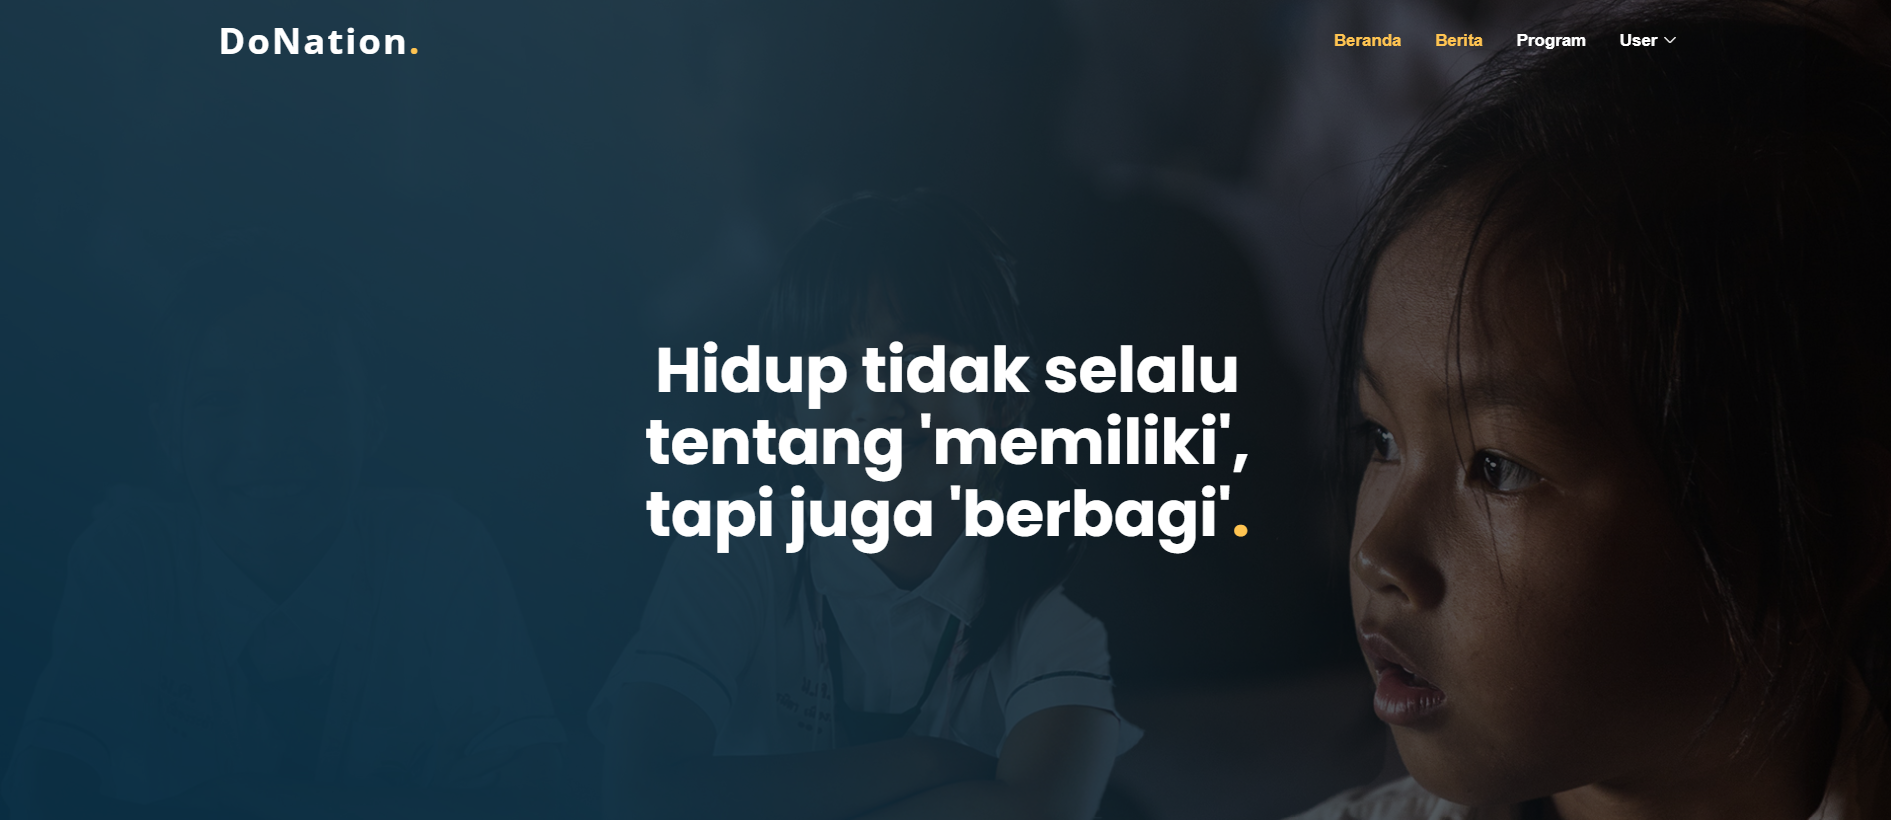 DoNation.
Beranda Berita Program User
Hidup tidak selalu
tentang 'memiliki',
tapi juga 'berbagi'.